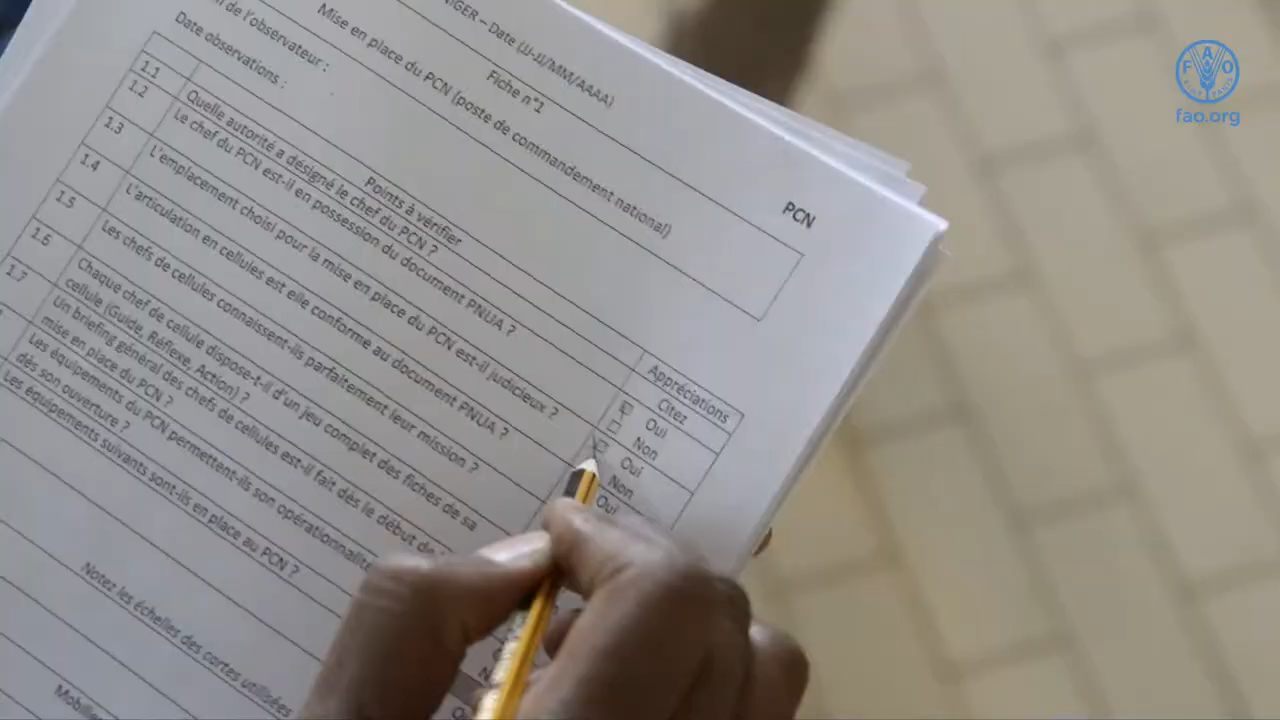 NIGER – Date (JJ-JJ/MM/AAAA)
PCN
Fiche n°1
Mise en place du PCN (poste de commandement national)
de l'observateur :
Date observations :
Points à vérifier
Appréciations
1.1
Quelle autorité a désigné le chef du PCN ?
Citez
1.2
Le chef du PCN est-il en possession du document PNUA ?
Oui
Non
1.3
L'emplacement choisi pour la mise en place du PCN est-il judicieux ?
Oui
Non
1.4
L'articulation en cellules est elle conforme au document PNUA ?
Oui
1.5
Les chefs de cellules connaissent-ils parfaitement leur mission ?
1.6
Chaque chef de cellule dispose-t-il d'un jeu complet des fiches de sa
cellule (Guide, Réflexe, Action) ?
1.7
Un briefing général des chefs de cellules est-il fait dès le début de
mise en place du PCN ?
Les équipements du PCN permettent-ils son opérationnalité
dès son ouverture ?
Les équipements suivants sont-ils en place au PCN ?
Notez les échelles des cartes utilisées
FAO
FIAT PANIS
fao.org